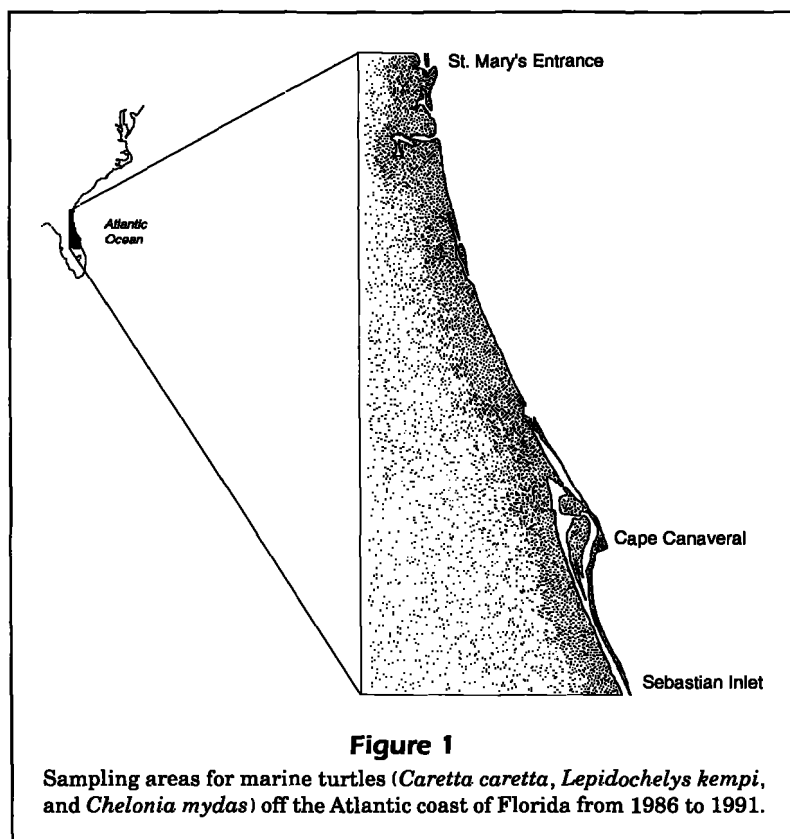 St. Mary's Entrance
Atlantic
Ocean
Cape Canaveral
Sebastian Inlet
Figure 1
Sampling areas for marine turtles (Caretta caretta, Lepidochelys kempi,
and Chelonia mydas) off the Atlantic coast of Florida from 1986 to 1991.